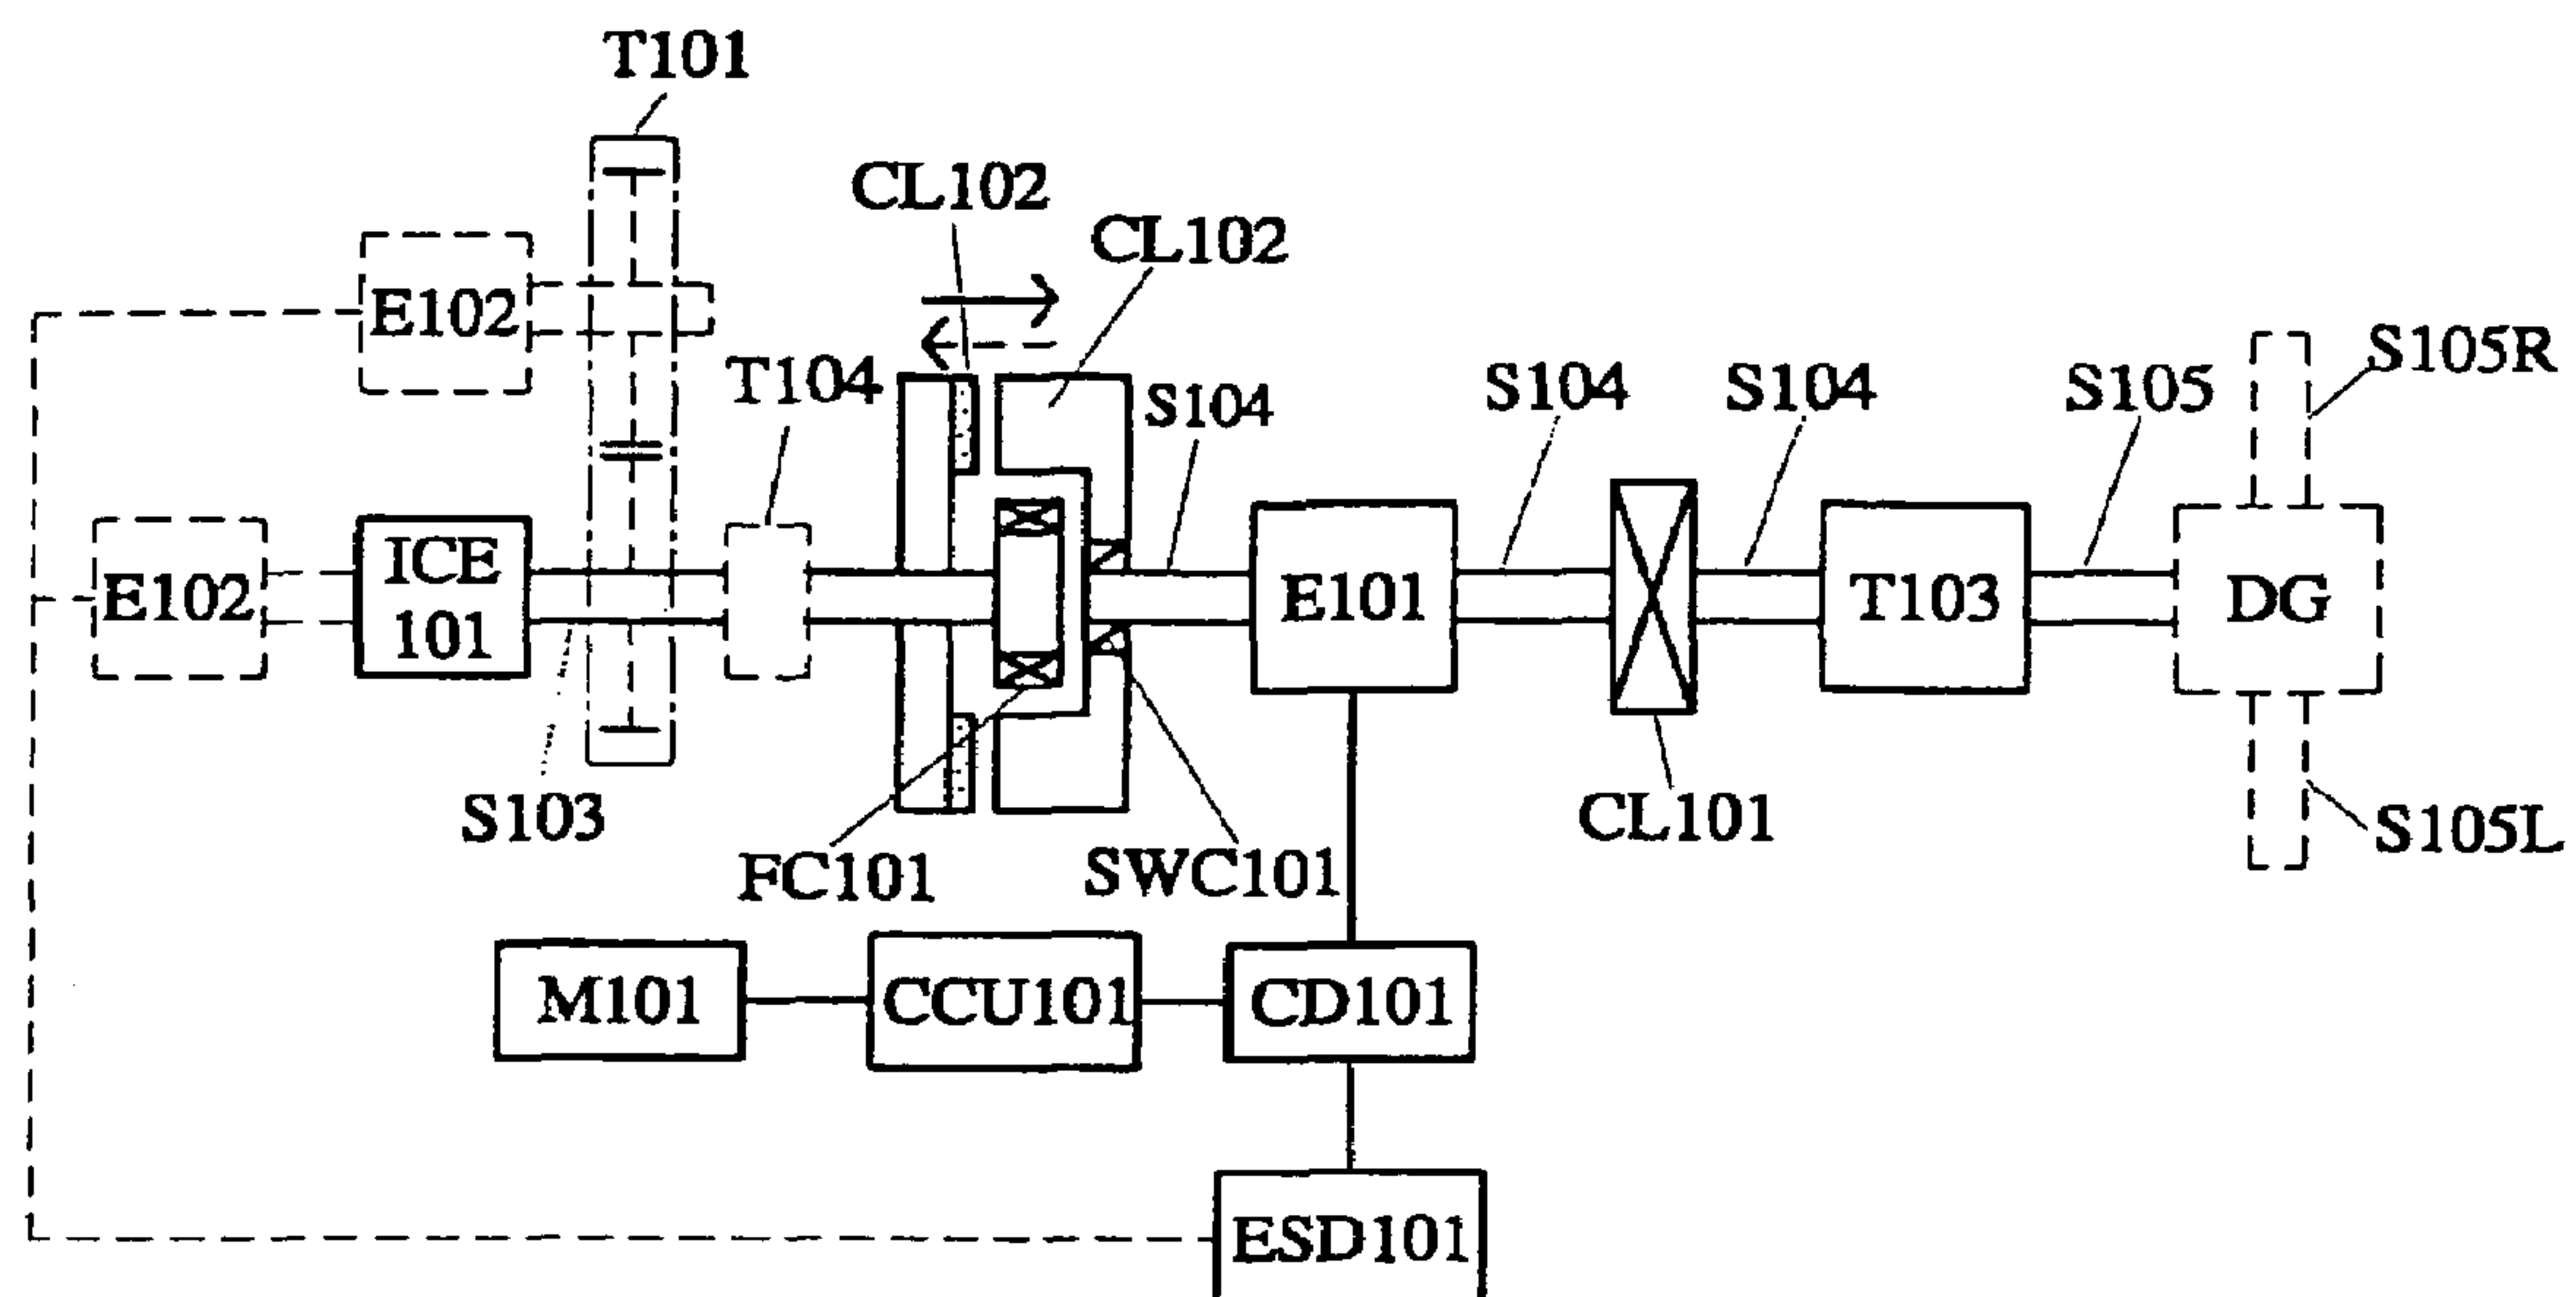 T101
CL102
CL102
E102
T104
S104
S104
S104
S105
S105R
E102
ICE
101
E101
T103
DG
S103
FC101
SWC101
CL101
S105L
M101
CCU101
CD101
ESD101